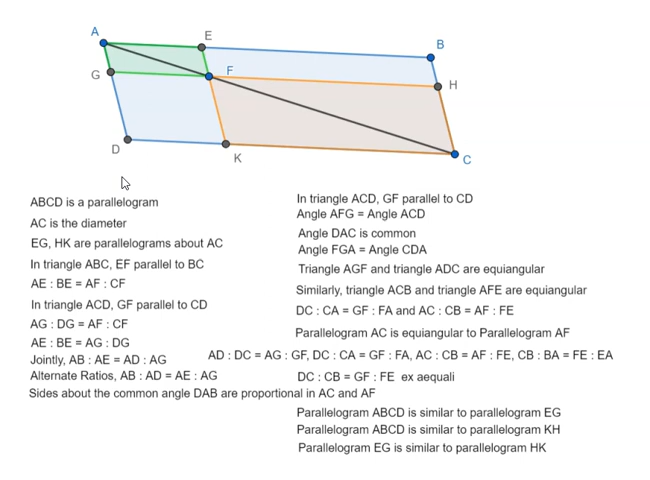 A
E
B
G
F
H
D
K
C
ABCD is a parallelogram
AC is the diameter
EG, HK are parallelograms about AC
In triangle ABC, EF parallel to BC
AE : BE = AF : CF
In triangle ACD, GF parallel to CD
AG : DG = AF : CF
AE : BE = AG : DG
Jointly, AB : AE = AD : AG
Alternate Ratios, AB : AD = AE : AG
Sides about the common angle DAB are proportional in AC and AF
In triangle ACD, GF parallel to CD
Angle AFG = Angle ACD
Angle DAC is common
Angle FGA = Angle CDA
Triangle AGF and triangle ADC are equiangular
Similarly, triangle ACB and triangle AFE are equiangular
DC : CA = GF : FA and AC : CB = AF : FE
Parallelogram AC is equiangular to Parallelogram AF
AD : DC = AG : GF, DC : CA = GF : FA, AC : CB = AF : FE, CB : BA = FE : EA
DC : CB = GF : FE ex aequali
Parallelogram ABCD is similar to parallelogram EG
Parallelogram ABCD is similar to parallelogram KH
Parallelogram EG is similar to parallelogram HK